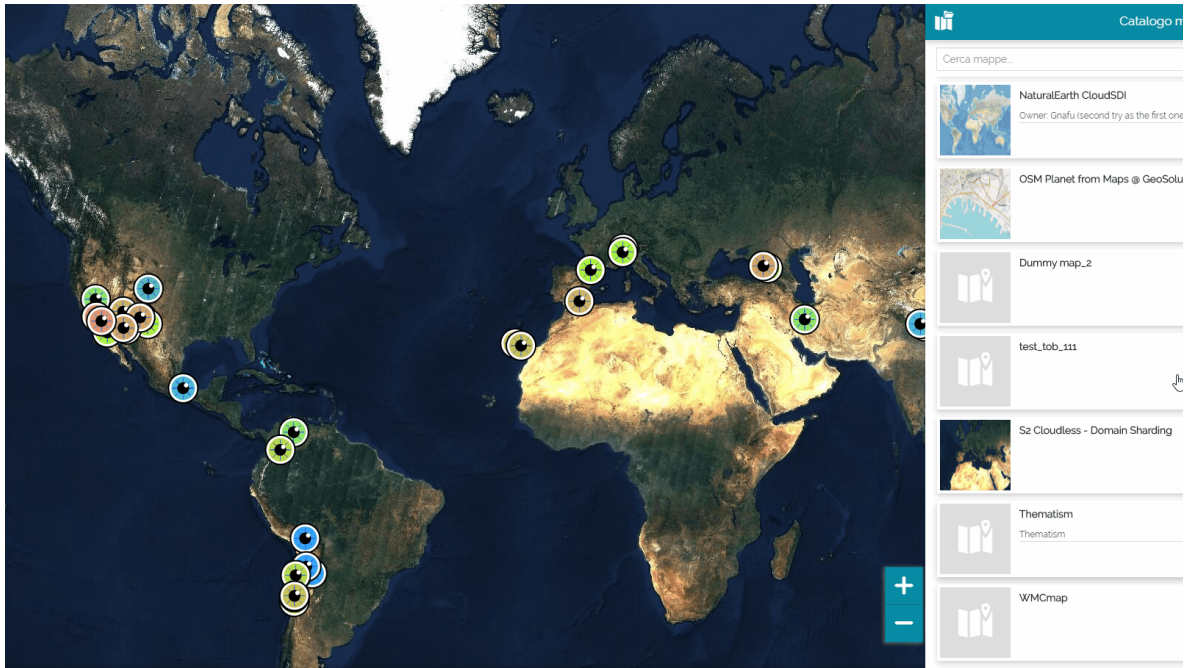 Catalogo m
Cerca mappe...
NaturalEarth CloudSDI
Owner: Gnafu (second try as the first one
OSM Planet from Maps @ GeoSolu
Dummy map_2
test_tob_111
S2 Cloudless - Domain Sharding
Thematism
Thematism
WMCmap